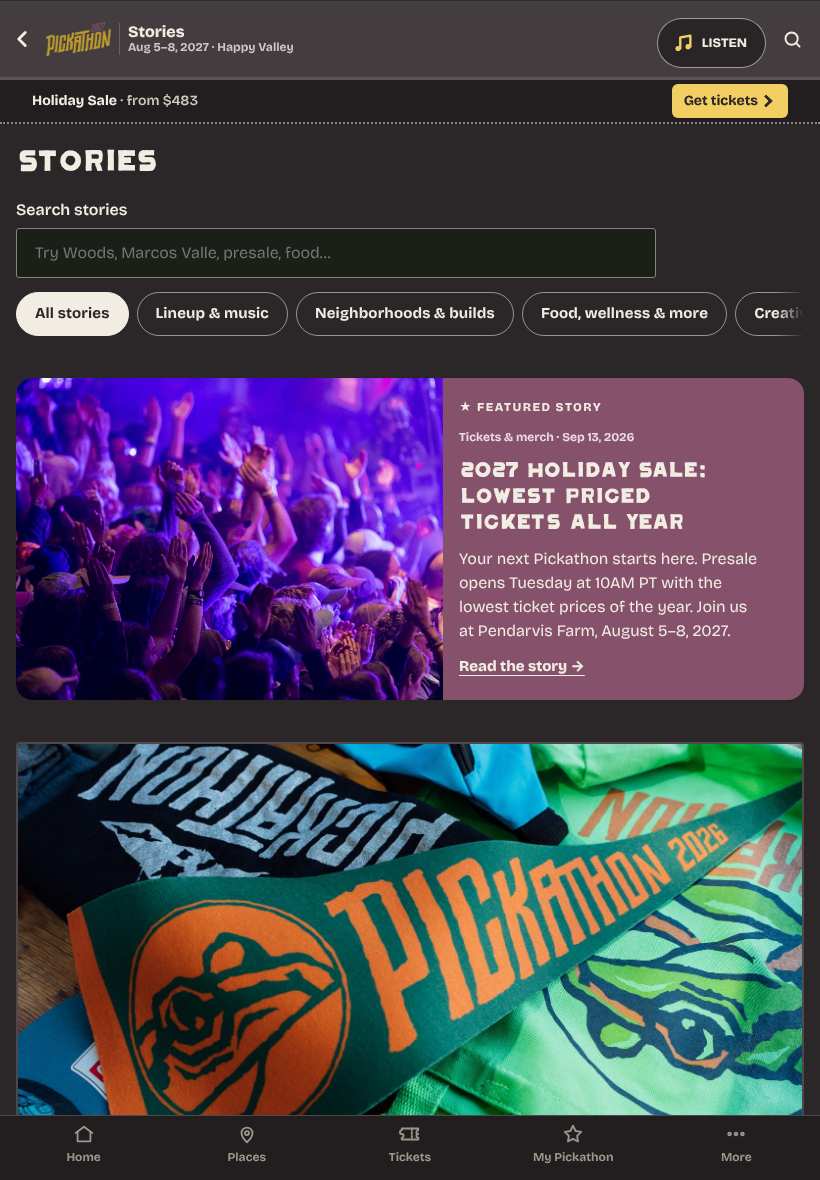 PICKATHON
Stories
Aug 5–8, 2027 · Happy Valley
LISTEN
Holiday Sale · from $483
Get tickets
STORIES
Search stories
Try Woods, Marcos Valle, presale, food...
All stories
Lineup & music
Neighborhoods & builds
Food, wellness & more
★ FEATURED STORY
Tickets & merch · Sep 13, 2026
2027 HOLIDAY SALE:
LOWEST PRICED
TICKETS ALL YEAR
Your next Pickathon starts here. Presale
opens Tuesday at 10AM PT with the
lowest ticket prices of the year. Join us
at Pendarvis Farm, August 5–8, 2027.
Read the story →
PICKATHON
PICKATHON 2026
Home
Places
Tickets
My Pickathon
More